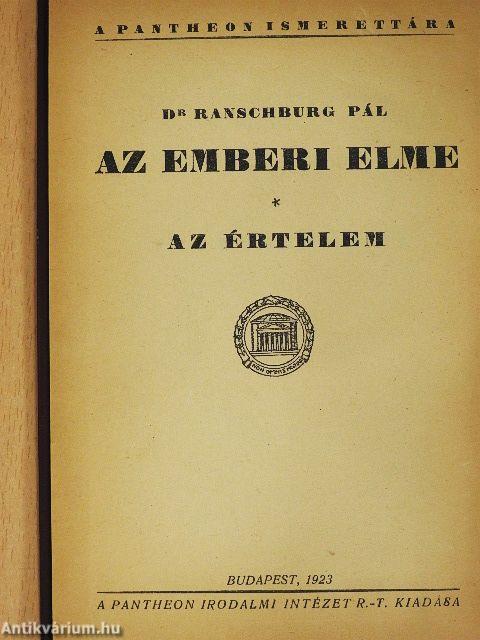 A PANTHEON ISMERETTÁRA
DR RANSCHBURG PÁL
AZ EMBERI ELME
*
AZ ÉRTELEM
BUDAPEST, 1923
A PANTHEON IRODALMI INTÉZET R.-T. KIADÁSA
Antikvárium.hu